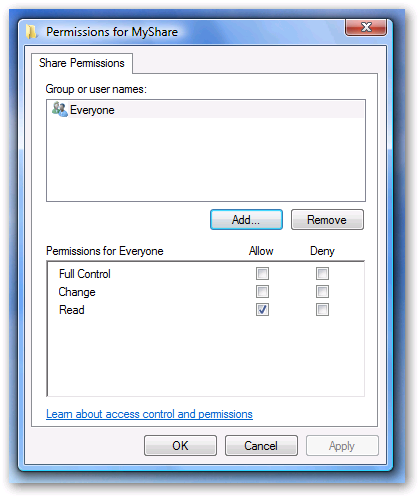 Permissions for MyShare
Share Permissions
Group or user names:
Everyone
Add... Remove
Permissions for Everyone Allow Deny
Full Control
Change
Read
Learn about access control and permissions
OK Cancel Apply